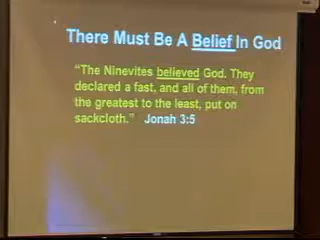 There Must Be A Belief In God
“The Ninevites believed God. They
declared a fast, and all of them, from
the greatest to the least, put on
sackcloth.” Jonah 3:5